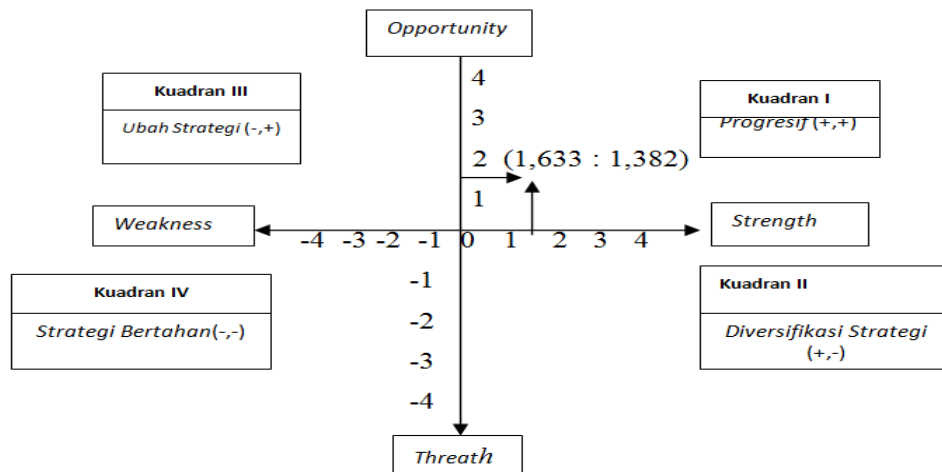 Opportunity
Kuadran III
Ubah Strategi (-,+)
4
3
2 (1,633 : 1,382)
1
Kuadran I
Progresif (+,+)
Weakness
-4 -3 -2 -1 0 1 2 3 4
Strength
Kuadran IV
Strategi Bertahan(-,-)
-1
-2
-3
-4
Kuadran II
Diversifikasi Strategi
(+,-)
Threath